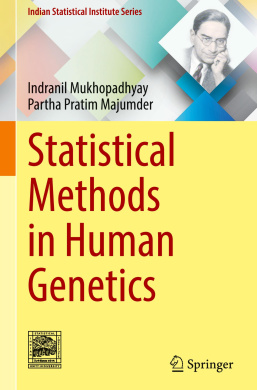 Indian Statistical Institute Series
Indranil Mukhopadhyay
Partha Pratim Majumder
Statistical
Methods
in Human
Genetics
Springer